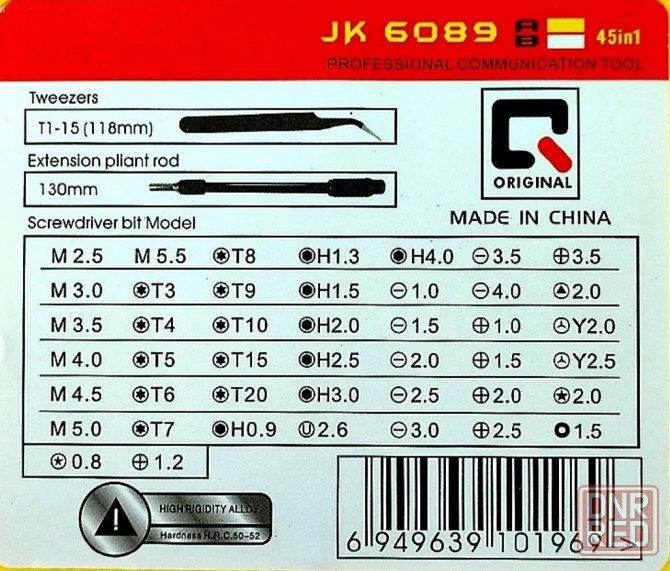 JK 6089 A B 45in1
PROFESSIONAL COMMUNICATION TOOL
Tweezers
T1-15 (118mm)
Extension pliant rod
130mm
ORIGINAL
MADE IN CHINA
Screwdriver bit Model
M 2.5 M 5.5 T8 H1.3 H4.0 3.5 3.5
M 3.0 T3 T9 H1.5 1.0 4.0 2.0
M 3.5 T4 T10 H2.0 1.5 1.0 Y2.0
M 4.0 T5 T15 H2.5 2.0 1.5 Y2.5
M 4.5 T6 T20 H3.0 2.5 2.0 2.0
M 5.0 T7 H0.9 U 2.6 3.0 2.5 1.5
0.8 1.2
HIGH RIGIDITY ALLOY
Hardness H.R.C.50-52
6 949639 101969 >
DNR
RED